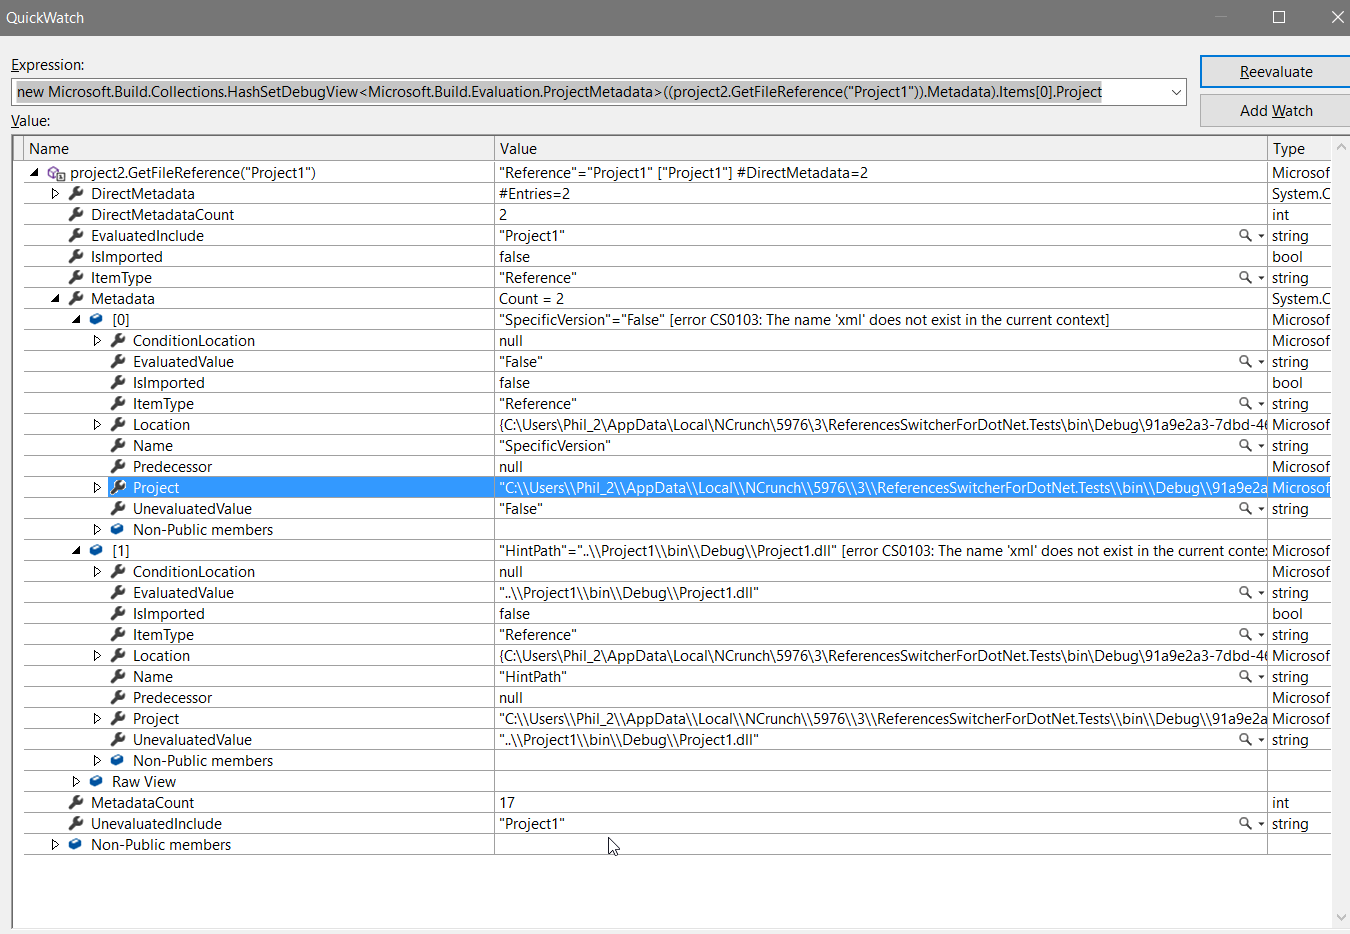 QuickWatch
Expression:
new Microsoft.Build.Collections.HashSetDebugView<Microsoft.Build.Evaluation.ProjectMetadata>((project2.GetFileReference("Project1")).Metadata).Items[0].Project
Reevaluate
Add Watch
Value:
Name Value Type
project2.GetFileReference("Project1") "Reference"="Project1" ["Project1"] #DirectMetadata=2 Microsof
DirectMetadata #Entries=2 System.C
DirectMetadataCount 2 int
EvaluatedInclude "Project1" string
IsImported false bool
ItemType "Reference" string
Metadata Count = 2 System.C
[0] "SpecificVersion"="False" [error CS0103: The name 'xml' does not exist in the current context] Microsof
ConditionLocation null Microsof
EvaluatedValue "False" string
IsImported false bool
ItemType "Reference" string
Location {C:\Users\Phil_2\AppData\Local\NCrunch\5976\3\ReferencesSwitcherForDotNet.Tests\bin\Debug\91a9e2a3-7dbd-46 Microsof
Name "SpecificVersion" string
Predecessor null Microsof
Project "C:\\Users\\Phil_2\\AppData\\Local\\NCrunch\\5976\\3\\ReferencesSwitcherForDotNet.Tests\\bin\\Debug\\91a9e2a Microsof
UnevaluatedValue "False" string
Non-Public members
[1] "HintPath"="..\\Project1\\bin\\Debug\\Project1.dll" [error CS0103: The name 'xml' does not exist in the current contex Microsof
ConditionLocation null Microsof
EvaluatedValue "..\\Project1\\bin\\Debug\\Project1.dll" string
IsImported false bool
ItemType "Reference" string
Location {C:\Users\Phil_2\AppData\Local\NCrunch\5976\3\ReferencesSwitcherForDotNet.Tests\bin\Debug\91a9e2a3-7dbd-46 Microsof
Name "HintPath" string
Predecessor null Microsof
Project "C:\\Users\\Phil_2\\AppData\\Local\\NCrunch\\5976\\3\\ReferencesSwitcherForDotNet.Tests\\bin\\Debug\\91a9e2a Microsof
UnevaluatedValue "..\\Project1\\bin\\Debug\\Project1.dll" string
Non-Public members
Raw View
MetadataCount 17 int
UnevaluatedInclude "Project1" string
Non-Public members